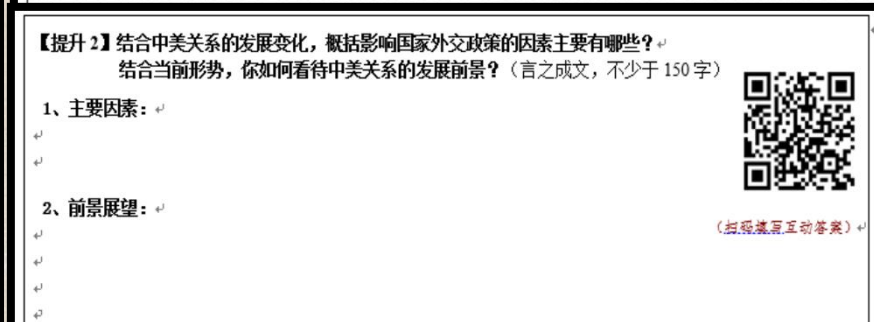 【提升2】结合中美关系的发展变化，概括影响国家外交政策的因素主要有哪些？
结合当前形势，你如何看待中美关系的发展前景？（言之成文，不少于150字）
1、主要因素：
2、前景展望：
（扫码填写互动答案）